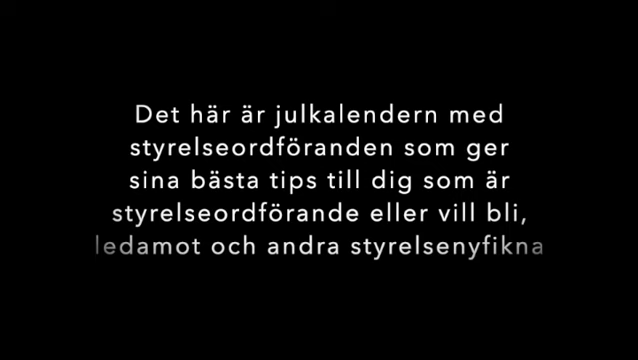 Det här är julkalendern med
styrelseordföranden som ger
sina bästa tips till dig som är
styrelseordförande eller vill bli,
ledamot och andra styrelsenyfikna